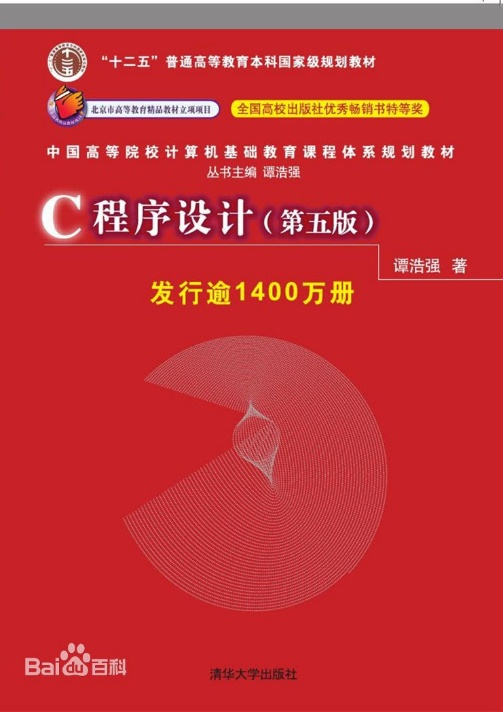 “十二五”普通高等教育本科国家级规划教材
北京市高等教育精品教材立项项目
全国高校出版社优秀畅销书特等奖
中国高等院校计算机基础教育课程体系规划教材
丛书主编 谭浩强
C程序设计（第五版）
谭浩强 著
发行逾1400万册
Baidu百科
清华大学出版社